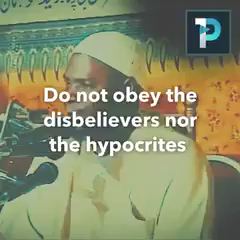 Do not obey the
disbelievers nor
the hypocrites